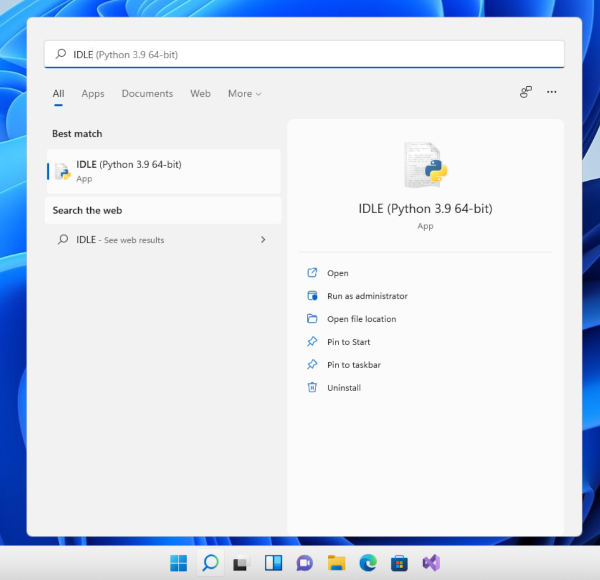 IDLE (Python 3.9 64-bit)
All Apps Documents Web More
Best match
IDLE (Python 3.9 64-bit)
App
Search the web
IDLE - See web results
IDLE (Python 3.9 64-bit)
App
Open
Run as administrator
Open file location
Pin to Start
Pin to taskbar
Uninstall